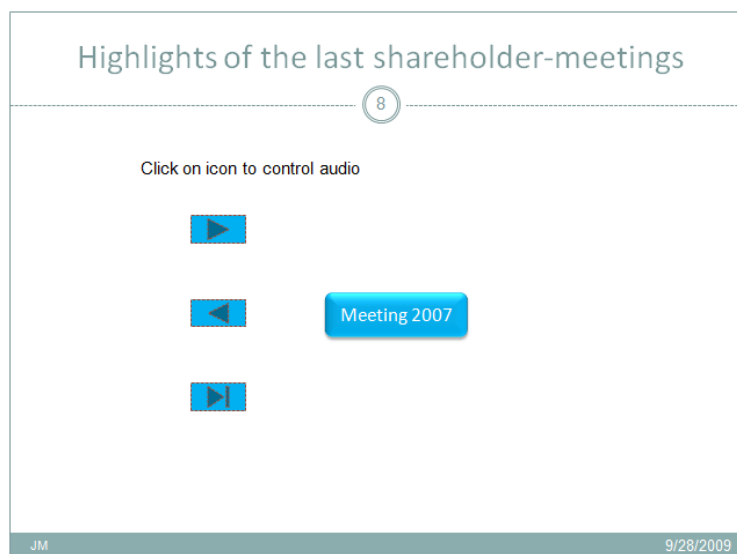 Highlights of the last shareholder-meetings
8
Click on icon to control audio
Meeting 2007
JM
9/28/2009